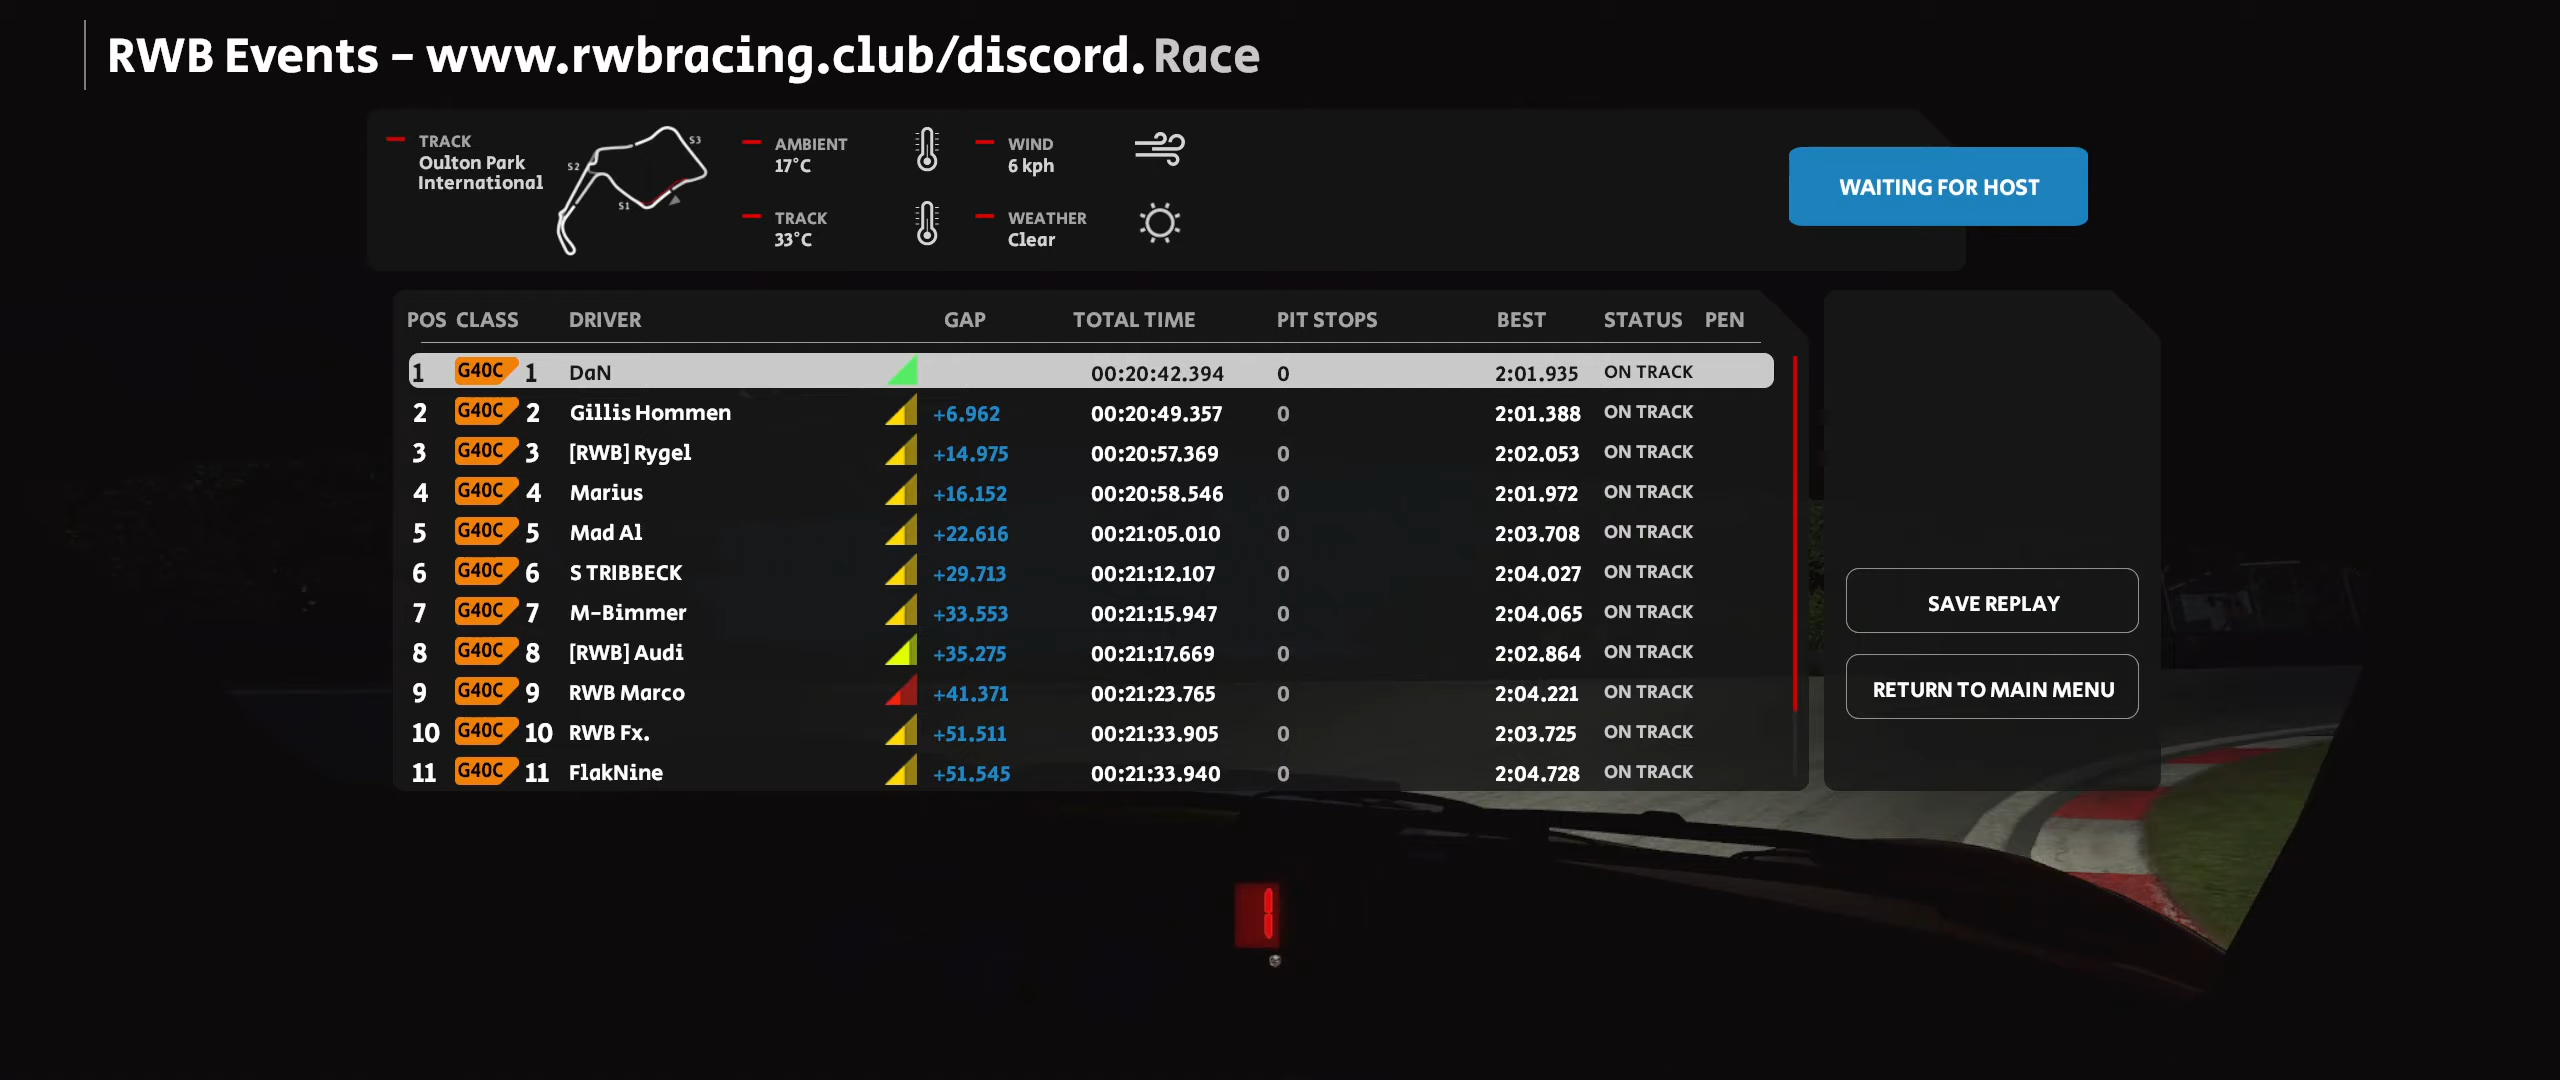 RWB Events – www.rwbracing.club/discord. Race
TRACK
Oulton Park
International
S1
S2
S3
AMBIENT
17°C
TRACK
33°C
WIND
6 kph
WEATHER
Clear
WAITING FOR HOST
POS CLASS DRIVER GAP TOTAL TIME PIT STOPS BEST STATUS PEN
1 G40C 1 DaN 00:20:42.394 0 2:01.935 ON TRACK
2 G40C 2 Gillis Hommen +6.962 00:20:49.357 0 2:01.388 ON TRACK
3 G40C 3 [RWB] Rygel +14.975 00:20:57.369 0 2:02.053 ON TRACK
4 G40C 4 Marius +16.152 00:20:58.546 0 2:01.972 ON TRACK
5 G40C 5 Mad Al +22.616 00:21:05.010 0 2:03.708 ON TRACK
6 G40C 6 S TRIBBECK +29.713 00:21:12.107 0 2:04.027 ON TRACK
7 G40C 7 M-Bimmer +33.553 00:21:15.947 0 2:04.065 ON TRACK
8 G40C 8 [RWB] Audi +35.275 00:21:17.669 0 2:02.864 ON TRACK
9 G40C 9 RWB Marco +41.371 00:21:23.765 0 2:04.221 ON TRACK
10 G40C 10 RWB Fx. +51.511 00:21:33.905 0 2:03.725 ON TRACK
11 G40C 11 FlakNine +51.545 00:21:33.940 0 2:04.728 ON TRACK
SAVE REPLAY
RETURN TO MAIN MENU
1